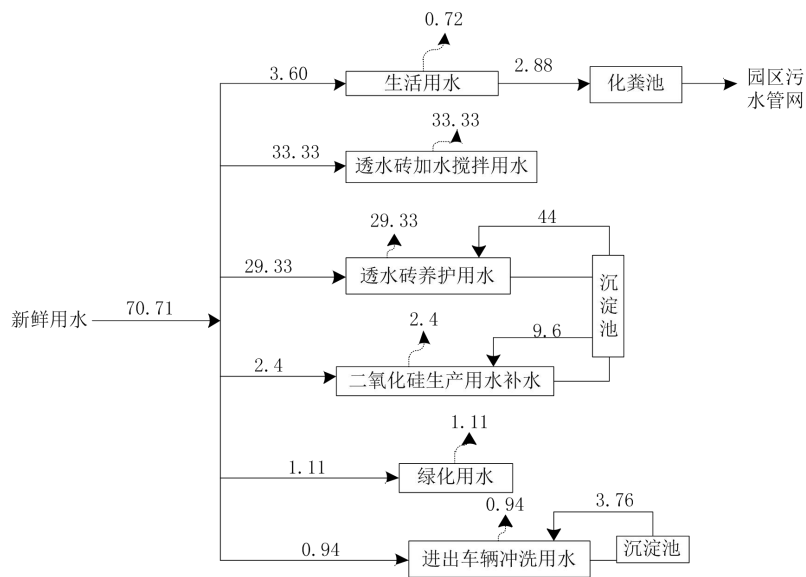 0.72
3.60
生活用水
2.88
化粪池
园区污
水管网
33.33
33.33
透水砖加水搅拌用水
29.33
44
29.33
透水砖养护用水
沉淀池
新鲜用水
70.71
2.4
9.6
2.4
二氧化硅生产用水补水
1.11
1.11
绿化用水
0.94
3.76
0.94
进出车辆冲洗用水
沉淀池